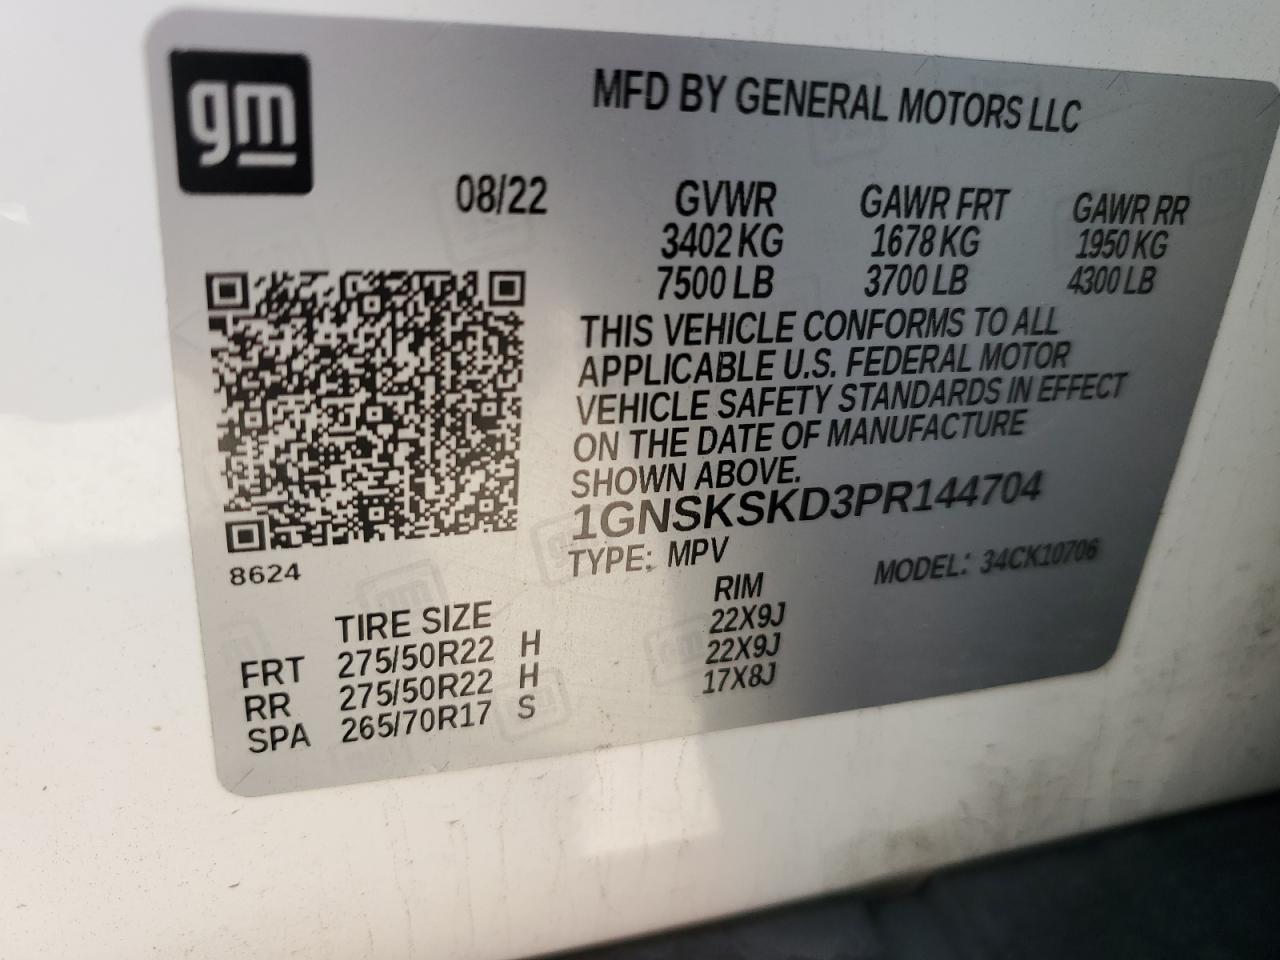 gm
MFD BY GENERAL MOTORS LLC
08/22 GVWR GAWR FRT GAWR RR
3402 KG 1678 KG 1950 KG
7500 LB 3700 LB 4300 LB
THIS VEHICLE CONFORMS TO ALL
APPLICABLE U.S. FEDERAL MOTOR
VEHICLE SAFETY STANDARDS IN EFFECT
ON THE DATE OF MANUFACTURE
SHOWN ABOVE.
1GNSKSKD3PR144704
TYPE: MPV MODEL: 34CK10706
8624
TIRE SIZE RIM
FRT 275/50R22 H 22X9J
RR 275/50R22 H 22X9J
SPA 265/70R17 S 17X8J